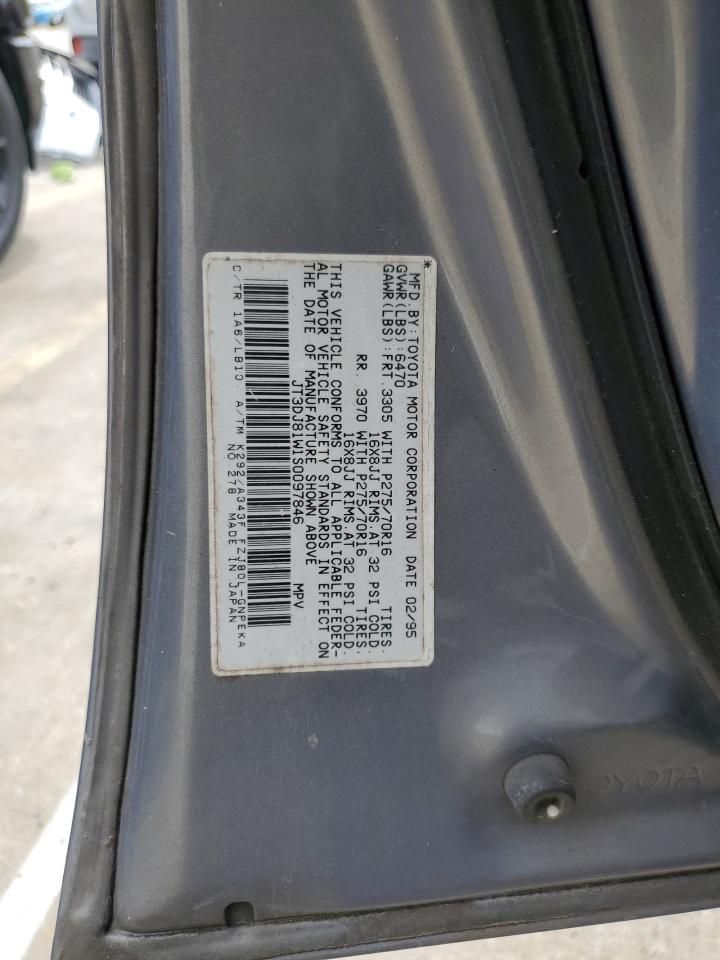 MFD.BY:TOYOTA MOTOR CORPORATION DATE 02/95
GVWR(LBS):6470
GAWR(LBS):FRT. 3305 WITH P275/70R16 TIRES.
16X8JJ RIMS.AT 32 PSI COLD.
RR. 3970 WITH P275/70R16 TIRES.
16X8JJ RIMS.AT 32 PSI COLD.
THIS VEHICLE CONFORMS TO ALL APPLICABLE FEDER-
AL MOTOR VEHICLE SAFETY STANDARDS IN EFFECT ON
THE DATE OF MANUFACTURE SHOWN ABOVE
JT3DJ81W1S0097846 MPV
C/TR 1A6/LB10 A/TM K292/A343F FZJ80L-GNPEKA
NO.278 MADE IN JAPAN
TOYOTA